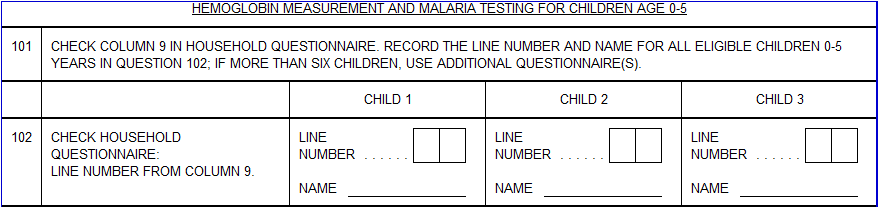 HEMOGLOBIN MEASUREMENT AND MALARIA TESTING FOR CHILDREN AGE 0-5
101 CHECK COLUMN 9 IN HOUSEHOLD QUESTIONNAIRE. RECORD THE LINE NUMBER AND NAME FOR ALL ELIGIBLE CHILDREN 0-5
YEARS IN QUESTION 102; IF MORE THAN SIX CHILDREN, USE ADDITIONAL QUESTIONNAIRE(S).
CHILD 1 CHILD 2 CHILD 3
102 CHECK HOUSEHOLD LINE LINE LINE
QUESTIONNAIRE: NUMBER . . . . . . NUMBER . . . . . . NUMBER . . . . . .
LINE NUMBER FROM COLUMN 9.
NAME NAME NAME